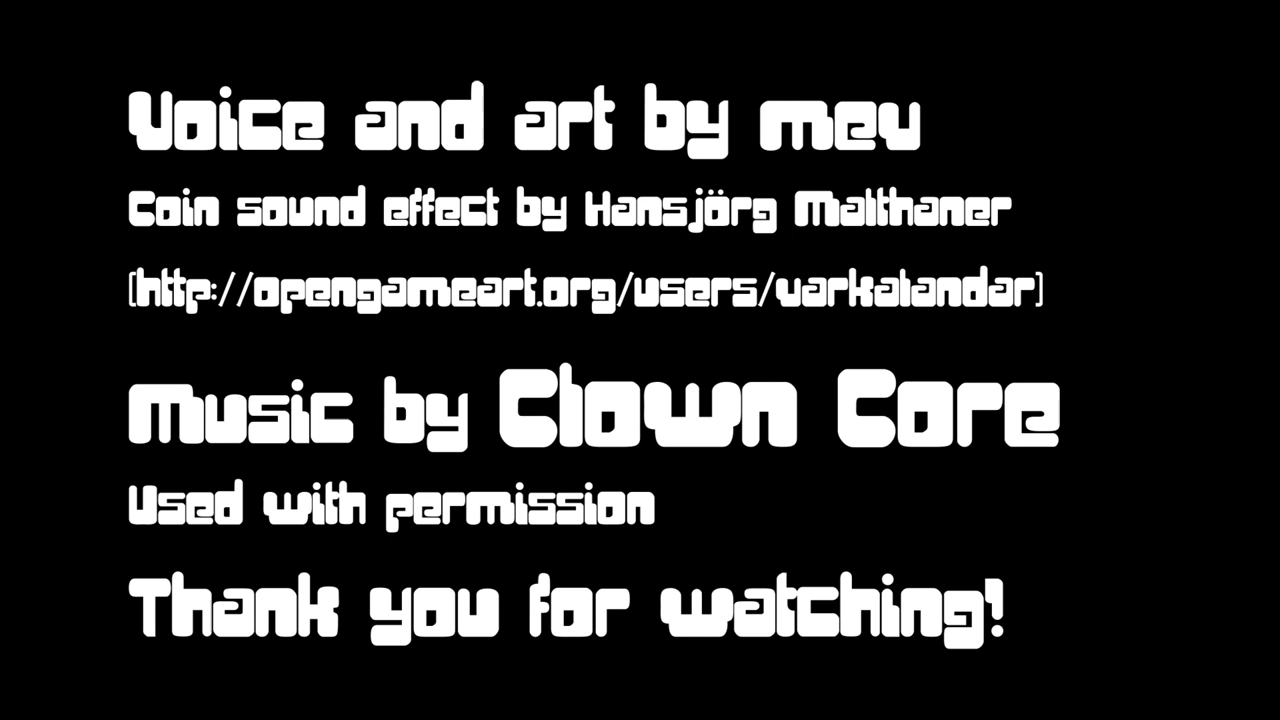 Voice and art by mev
Coin sound effect by Hansjörg Malthaner
[http://opengameart.org/users/varkalandar]
Music by Clown Core
Used with permission
Thank you for watching!